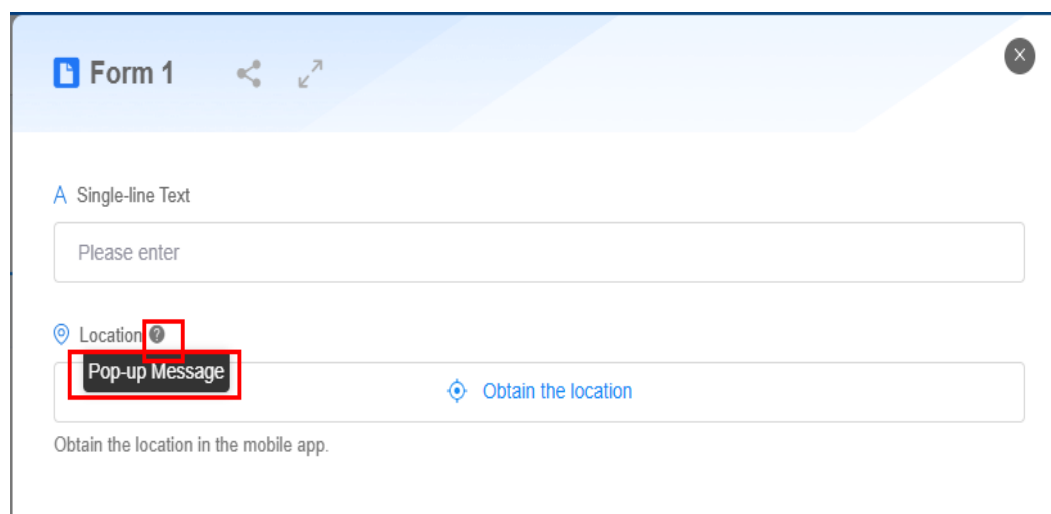 Form 1
A Single-line Text
Please enter
Location ?
Pop-up Message
Obtain the location
Obtain the location in the mobile app.